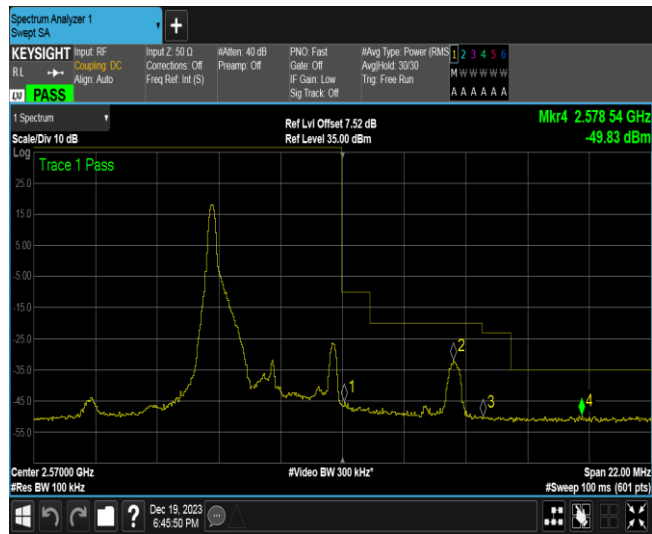 Spectrum Analyzer 1
Swept SA
+
KEYSIGHT
RL
LXI PASS
Input: RF
Coupling: DC
Align: Auto
Input Z: 50 Ω
Corrections: Off
Freq Ref: Int (S)
#Atten: 40 dB
Preamp: Off
PNO: Fast
Gate: Off
IF Gain: Low
Sig Track: Off
#Avg Type: Power (RMS
Avg|Hold: 30/30
Trig: Free Run
1 2 3 4 5 6
M W W W W W
A A A A A A
1 Spectrum
Scale/Div 10 dB
Ref Lvl Offset 7.52 dB
Ref Level 35.00 dBm
Mkr4 2.578 54 GHz
-49.83 dBm
Log
Trace 1 Pass
25.0
15.0
5.00
-5.00
-15.0
-25.0
-35.0
-45.0
-55.0
1
2
3
4
Center 2.57000 GHz
#Video BW 300 kHz*
Span 22.00 MHz
#Res BW 100 kHz
#Sweep 100 ms (601 pts)
?
Dec 19, 2023
6:45:50 PM